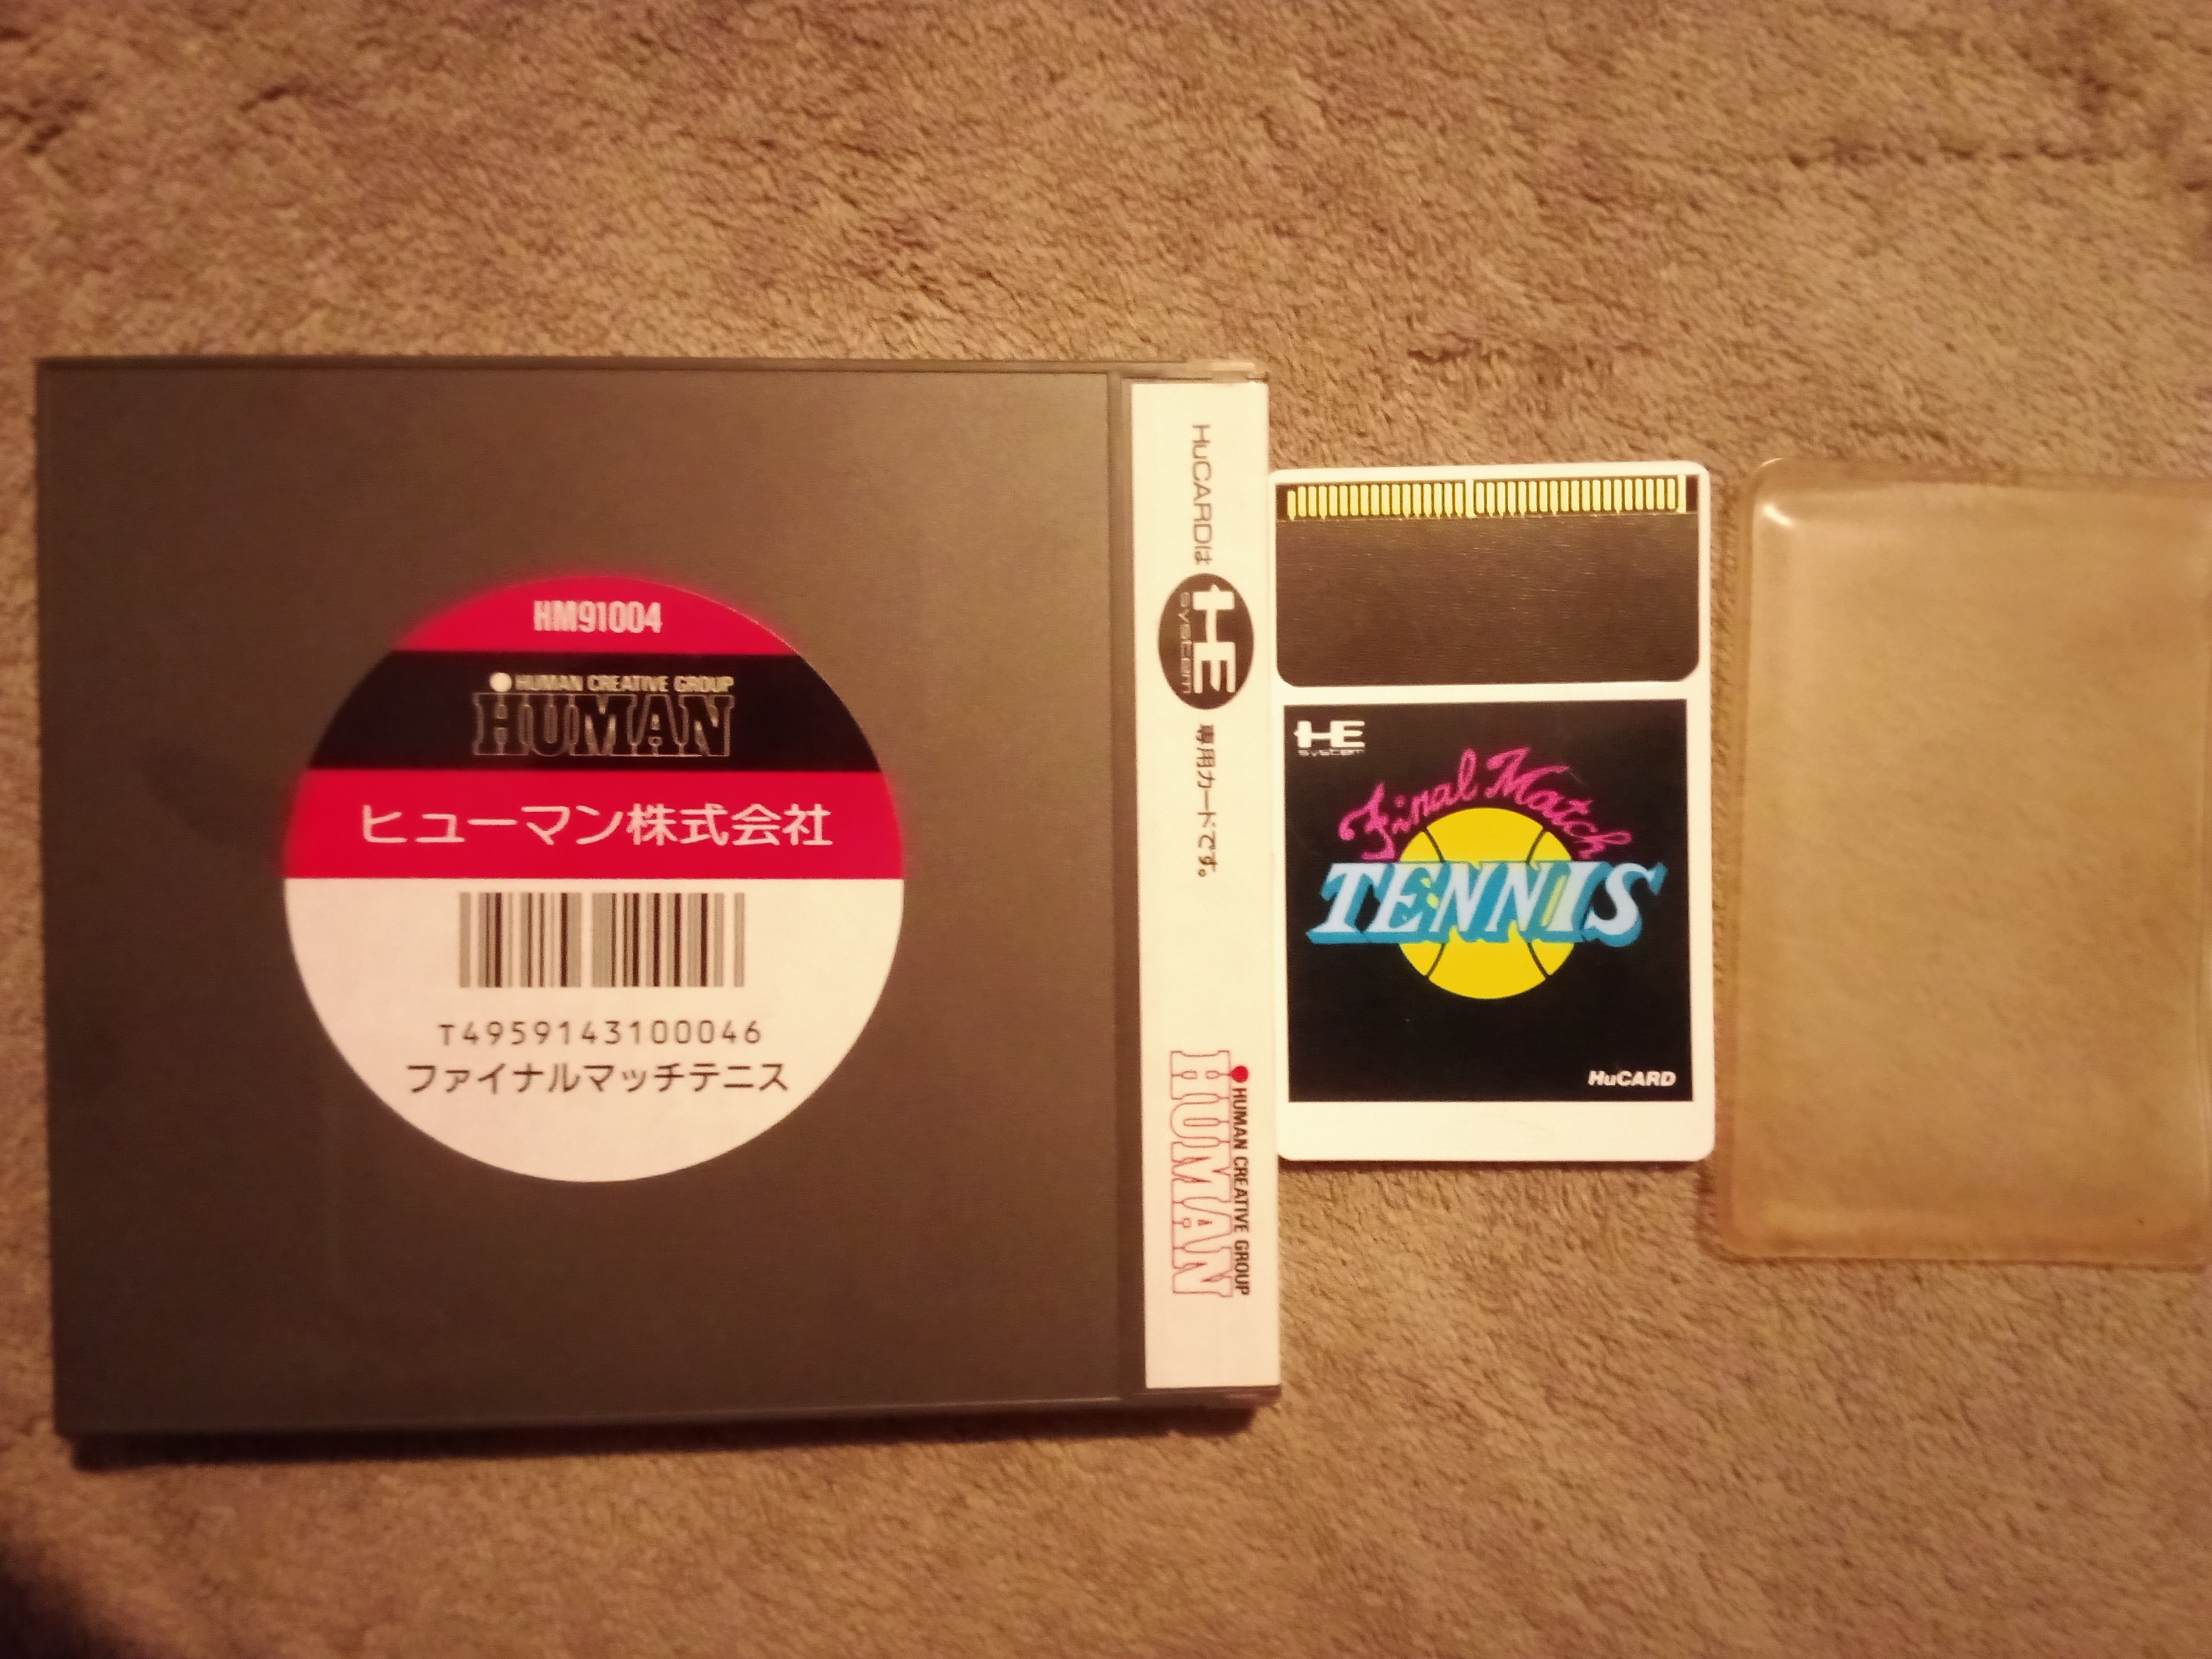 HM91004
HUMAN CREATIVE GROUP
HUMAN
ヒューマン株式会社
T4959143100046
ファイナルマッチテニス
HuCARDは
HE
system
専用カードです。
HUMAN CREATIVE GROUP
HUMAN
HE
system
Final Match
TENNIS
HuCARD